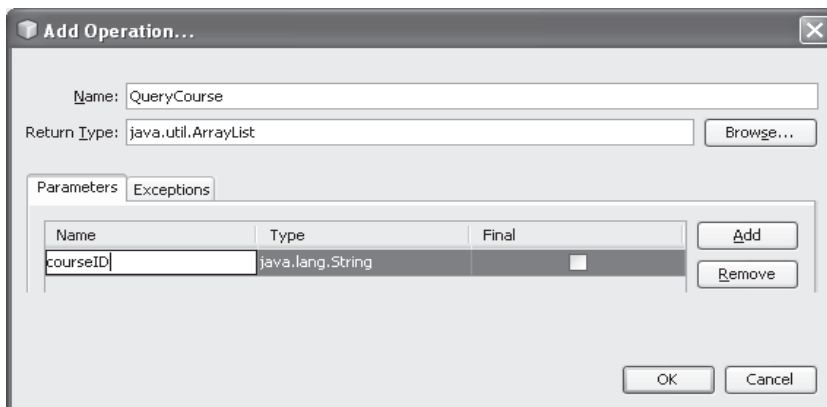 Add Operation...
Name: QueryCourse
Return Type: java.util.ArrayList Browse...
Parameters Exceptions
Name Type Final Add
courseID java.lang.String
Remove
OK Cancel